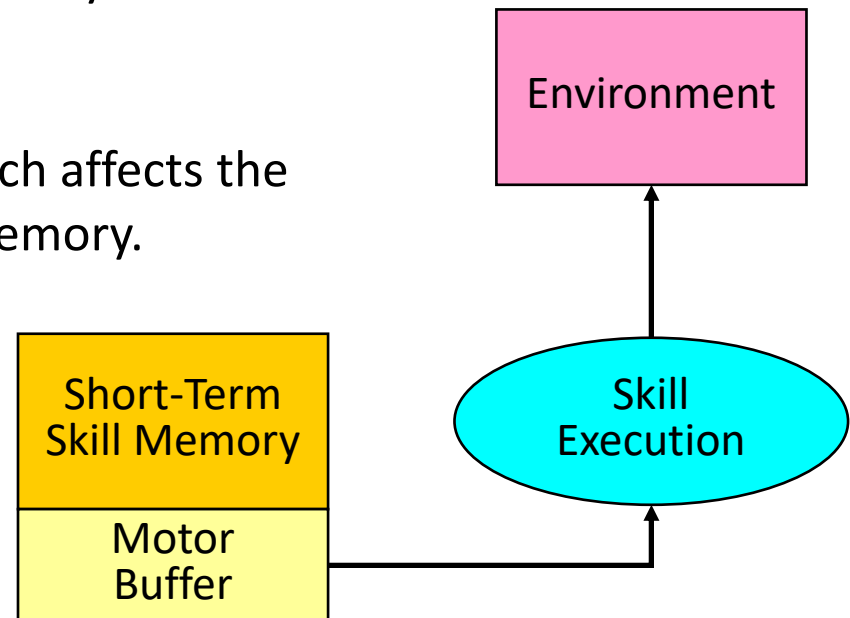 Environment
ch affects the
emory.
Short-Term
Skill Memory
Skill
Execution
Motor
Buffer